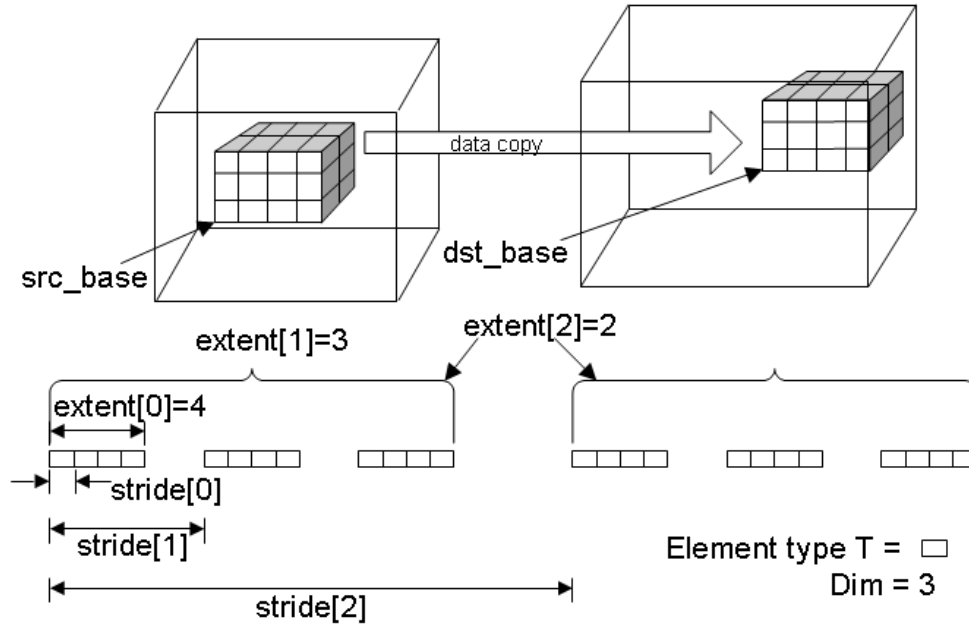 data copy
src_base
dst_base
extent[1]=3
extent[2]=2
extent[0]=4
stride[0]
stride[1]
stride[2]
Element type T =
Dim = 3